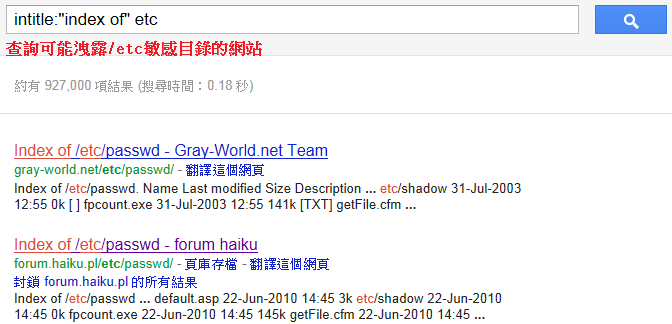 intitle:"index of" etc
查詢可能洩露/etc敏感目錄的網站
約有 927,000 項結果 (搜尋時間：0.18 秒)
Index of /etc/passwd - Gray-World.net Team
gray-world.net/etc/passwd/ - 翻譯這個網頁
Index of /etc/passwd. Name Last modified Size Description ... etc/shadow 31-Jul-2003
12:55 0k [ ] fpcount.exe 31-Jul-2003 12:55 141k [TXT] getFile.cfm ...
Index of /etc/passwd - forum haiku
forum.haiku.pl/etc/passwd/ - 頁庫存檔 - 翻譯這個網頁
封鎖 forum.haiku.pl 的所有結果
Index of /etc/passwd ... default.asp 22-Jun-2010 14:45 3k etc/shadow 22-Jun-2010
14:45 0k fpcount.exe 22-Jun-2010 14:45 145k getFile.cfm 22-Jun-2010 14:45 ...